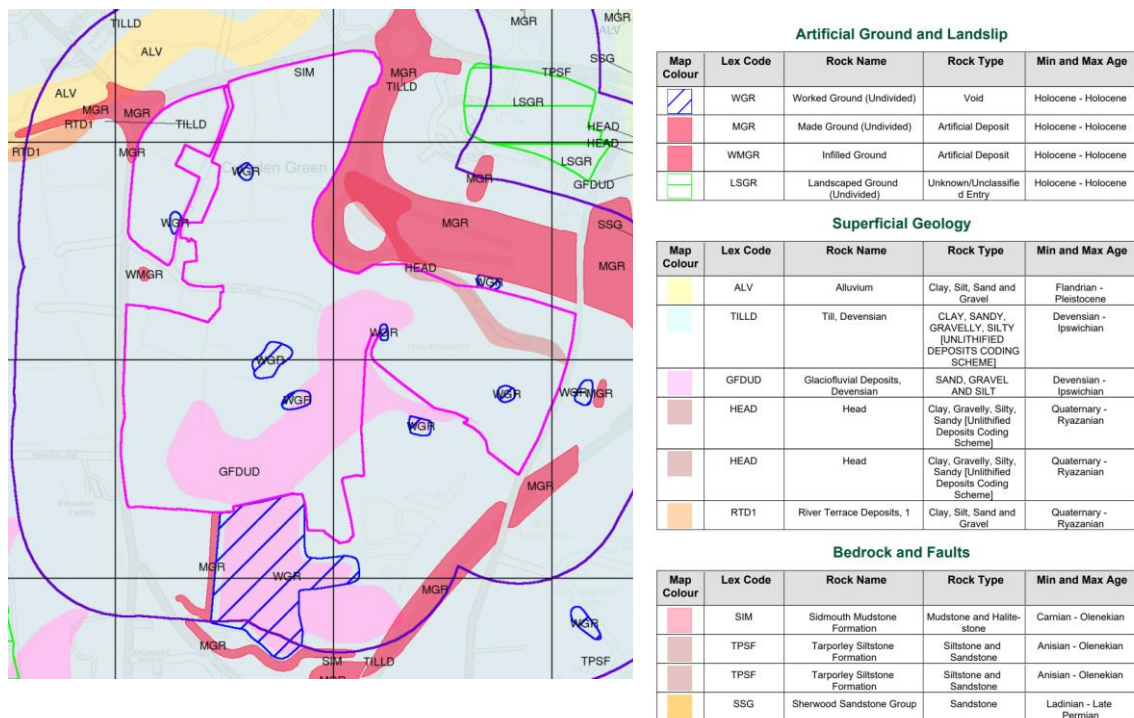 MGR
MGR
TILLD
ALV
ALV
SSG
SIM
MGR
TPSF
TILLD
ALV
LSGR
MGR
MGR
RTD1
TILLD
HEAD
HEAD
RTD1
MGR
LSGR
WGR
Green
MGR
GFDUD
WGR
MGR
SSG
HEAD
MGR
WMGR
WGR
WGR
WGR
WGR
WGR
WGR
MGR
WGR
GFDUD
MGR
MGR
WGR
MGR
WGR
MGR
SIM
TILLD
TPSF
MGR
Artificial Ground and Landslip
Map Colour Lex Code Rock Name Rock Type Min and Max Age
WGR Worked Ground (Undivided) Void Holocene - Holocene
MGR Made Ground (Undivided) Artificial Deposit Holocene - Holocene
WMGR Infilled Ground Artificial Deposit Holocene - Holocene
LSGR Landscaped Ground (Undivided) Unknown/Unclassified Entry Holocene - Holocene
Superficial Geology
Map Colour Lex Code Rock Name Rock Type Min and Max Age
ALV Alluvium Clay, Silt, Sand and Gravel Flandrian - Pleistocene
TILLD Till, Devensian CLAY, SANDY, GRAVELLY, SILTY [UNLITHIFIED DEPOSITS CODING SCHEME] Devensian - Ipswichian
GFDUD Glaciofluvial Deposits, Devensian SAND, GRAVEL AND SILT Devensian - Ipswichian
HEAD Head Clay, Gravelly, Silty, Sandy [Unlithified Deposits Coding Scheme] Quaternary - Ryazanian
HEAD Head Clay, Gravelly, Silty, Sandy [Unlithified Deposits Coding Scheme] Quaternary - Ryazanian
RTD1 River Terrace Deposits, 1 Clay, Silt, Sand and Gravel Quaternary - Ryazanian
Bedrock and Faults
Map Colour Lex Code Rock Name Rock Type Min and Max Age
SIM Sidmouth Mudstone Formation Mudstone and Halite-stone Carnian - Olenekian
TPSF Tarporley Siltstone Formation Siltstone and Sandstone Anisian - Olenekian
TPSF Tarporley Siltstone Formation Siltstone and Sandstone Anisian - Olenekian
SSG Sherwood Sandstone Group Sandstone Ladinian - Late Permian